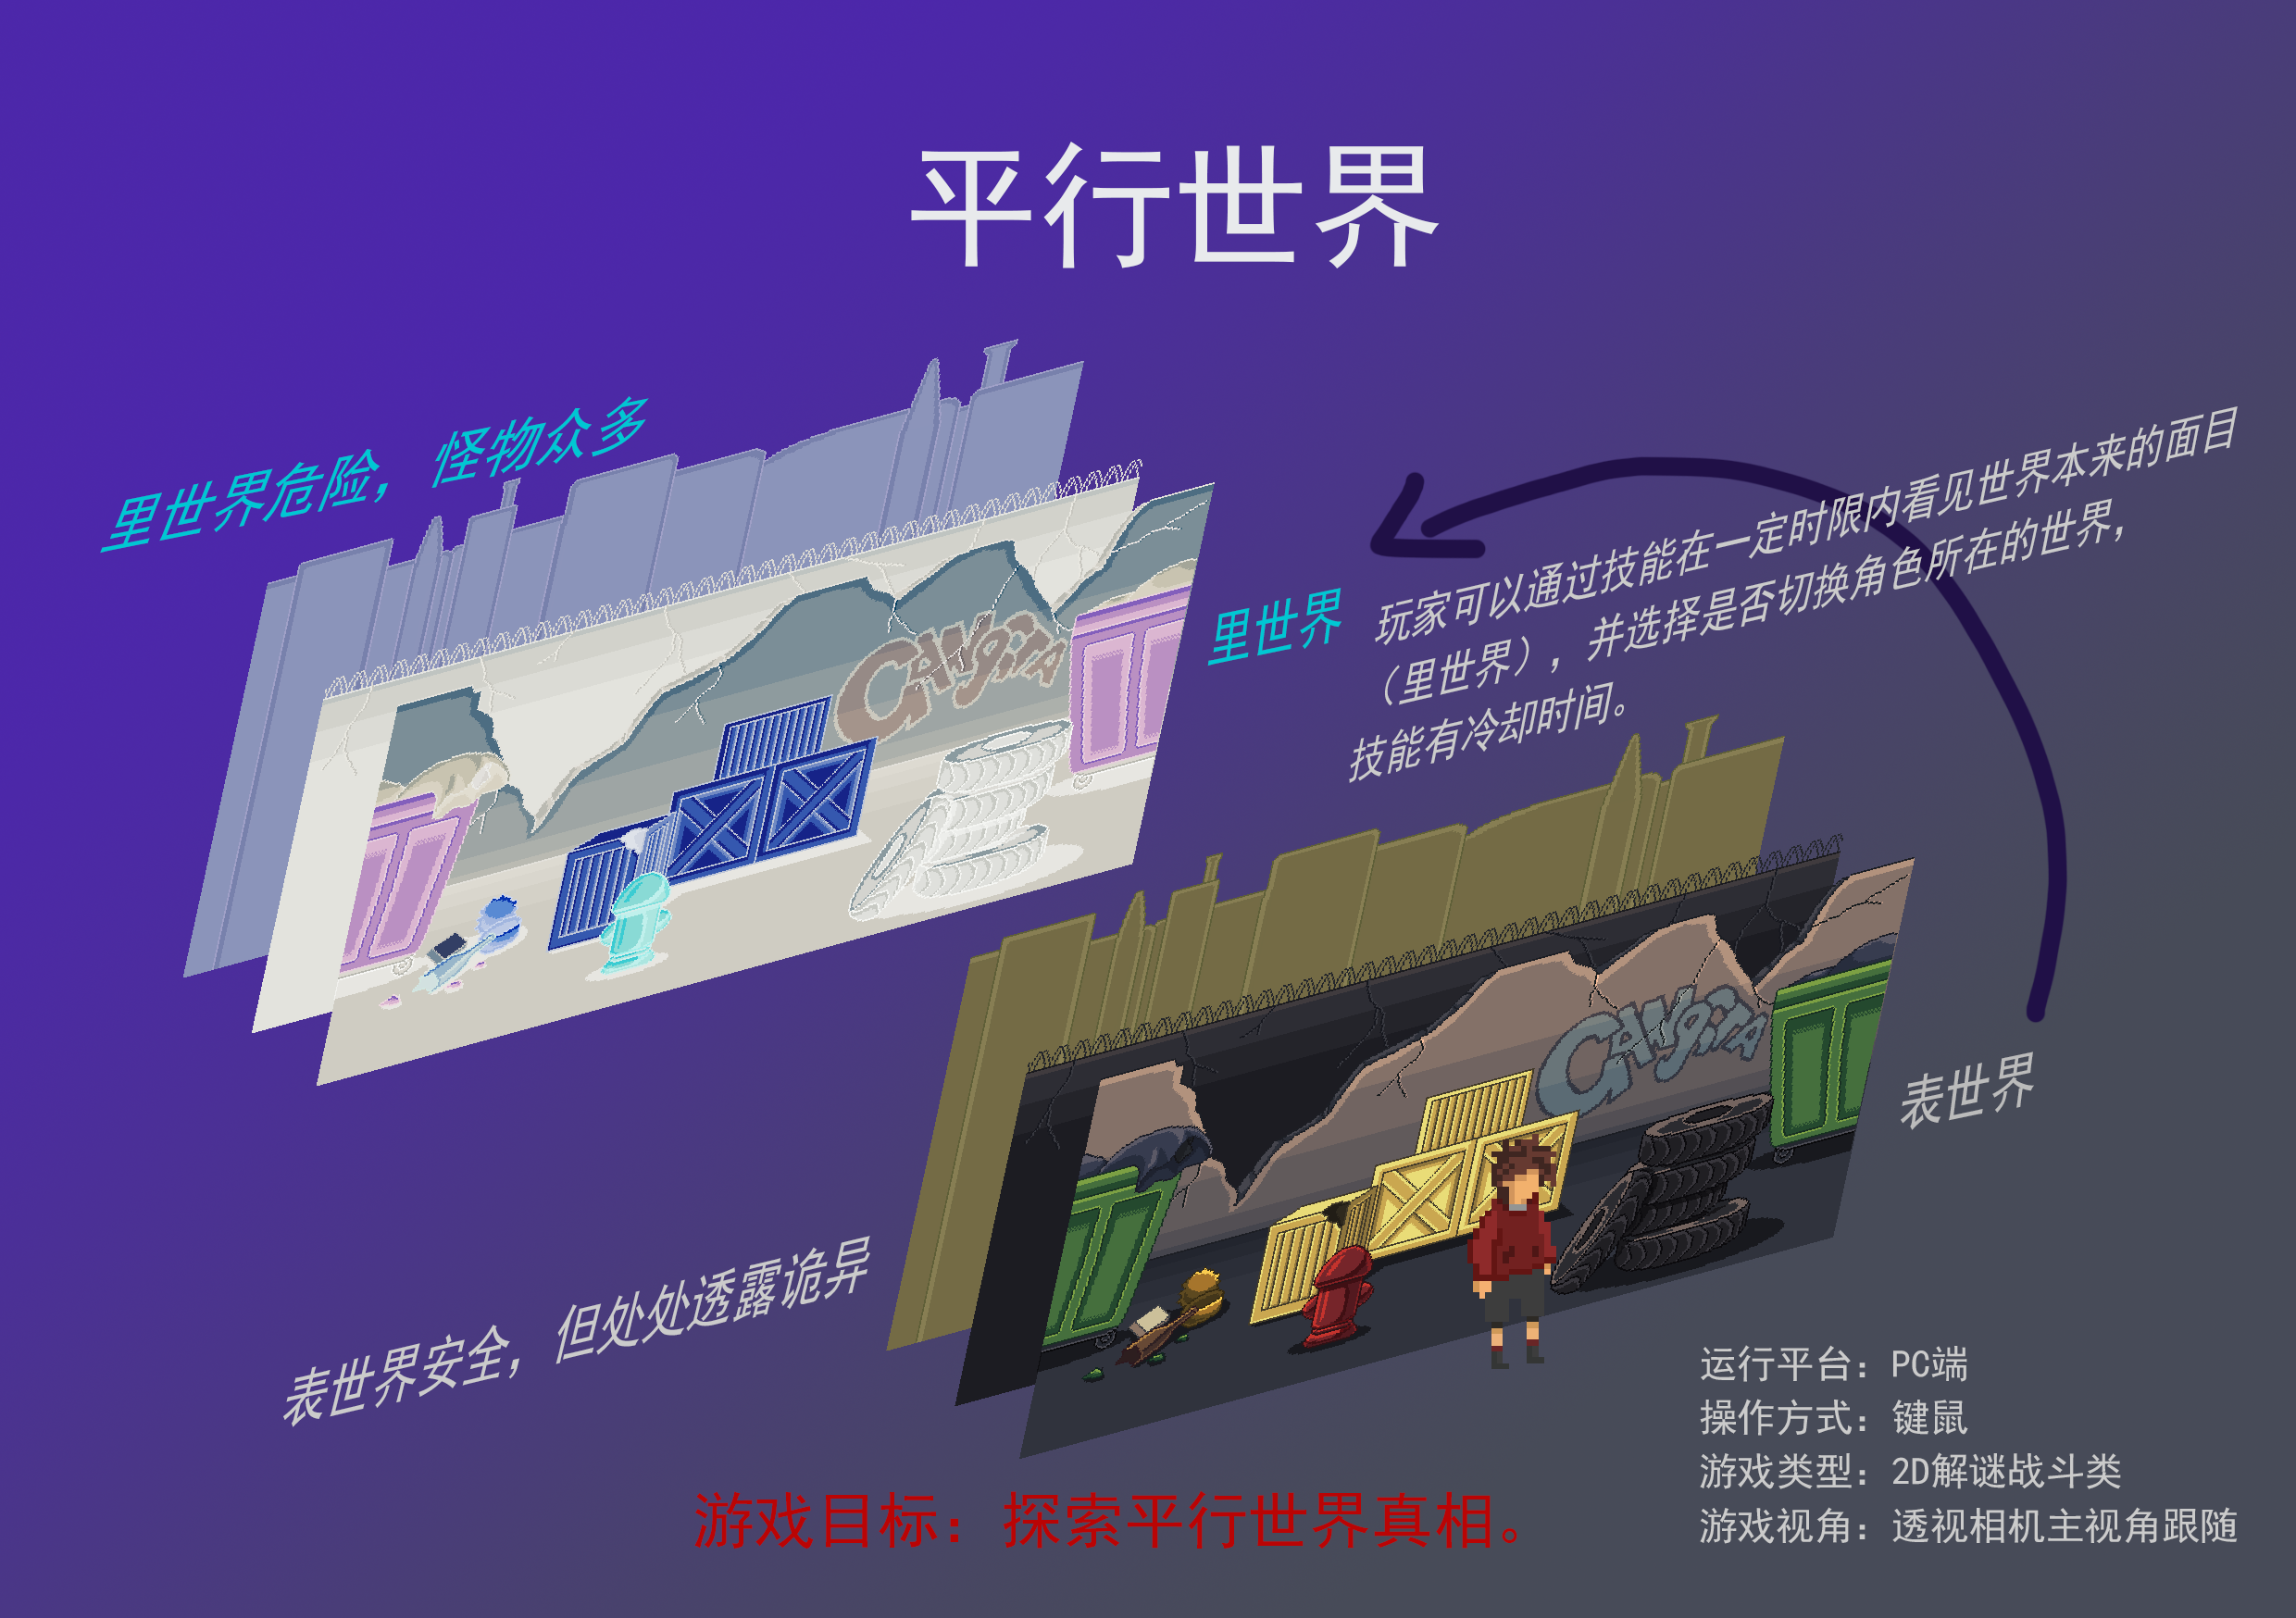 平行世界
里世界危险，怪物众多
里世界
玩家可以通过技能在一定时限内看见世界本来的面目
（里世界），并选择是否切换角色所在的世界，
技能有冷却时间。
表世界
表世界安全，但处处透露诡异
运行平台：PC端
操作方式：键鼠
游戏类型：2D解谜战斗类
游戏视角：透视相机主视角跟随
游戏目标：探索平行世界真相。